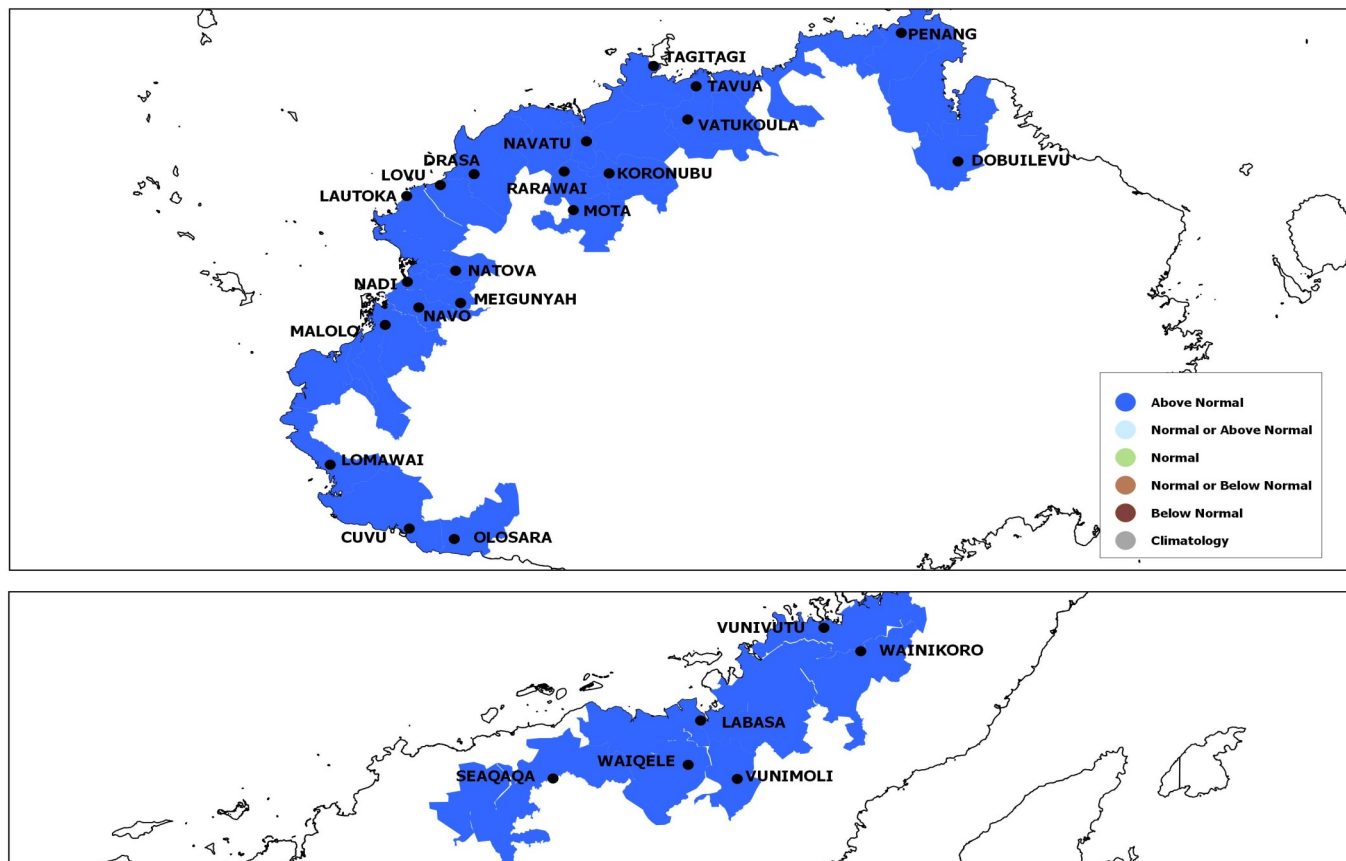 PENANG
TAGITAGI
TAVUA
VATUKOULA
NAVATU
DRASA
DOBUILEVU
LOVU
KORONUBU
RARAWAI
LAUTOKA
MOTA
NATOVA
NADI
MEIGUNYAH
NAVO
MALOLO
LOMAWAI
CUVU
OLOSARA
Above Normal
Normal or Above Normal
Normal
Normal or Below Normal
Below Normal
Climatology
VUNIVUTU
WAINIKORO
LABASA
WAIQELE
SEAQAQA
VUNIMOLI